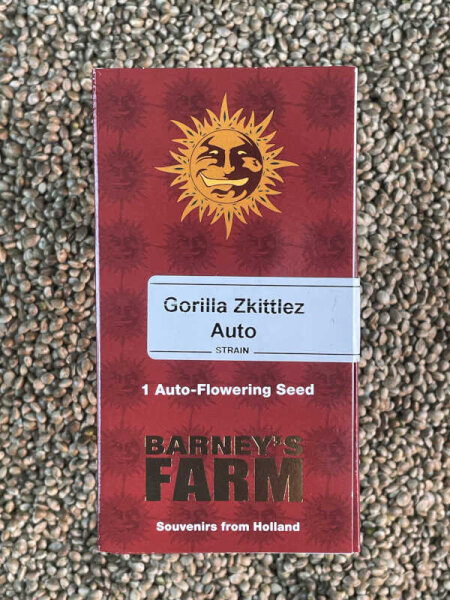 Gorilla Zkittlez
Auto
STRAIN
1 Auto-Flowering Seed
BARNEY'S
FARM
Souvenirs from Holland